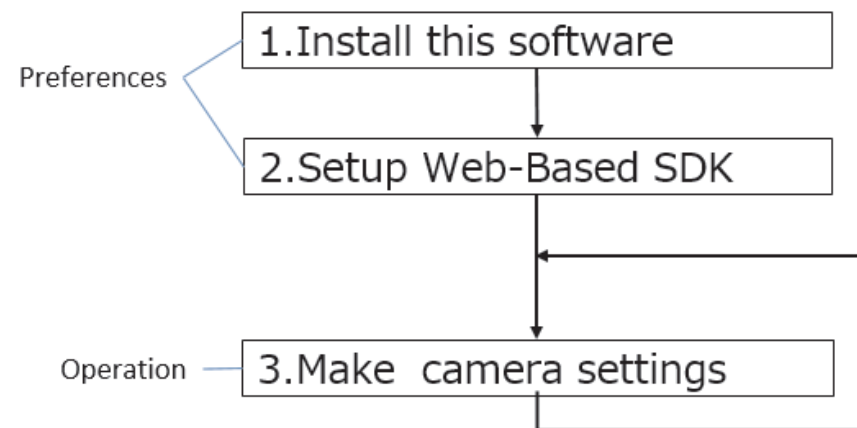 1.Install this software
Preferences
2.Setup Web-Based SDK
Operation
3.Make camera settings